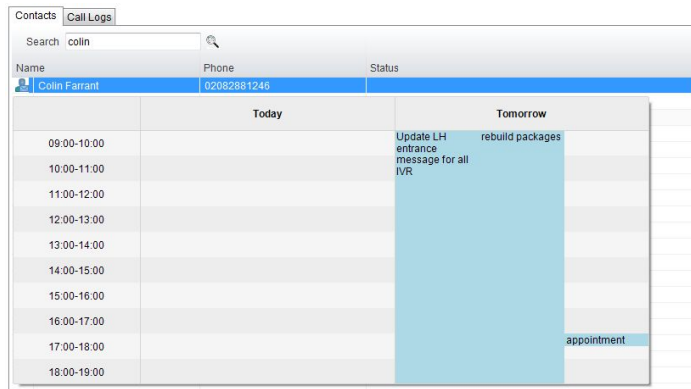 Contacts Call Logs
Search colin
Name Phone Status
Colin Farrant 02082881246
Today Tomorrow
09:00-10:00 Update LH entrance message for all IVR rebuild packages
10:00-11:00
11:00-12:00
12:00-13:00
13:00-14:00
14:00-15:00
15:00-16:00
16:00-17:00
17:00-18:00 appointment
18:00-19:00